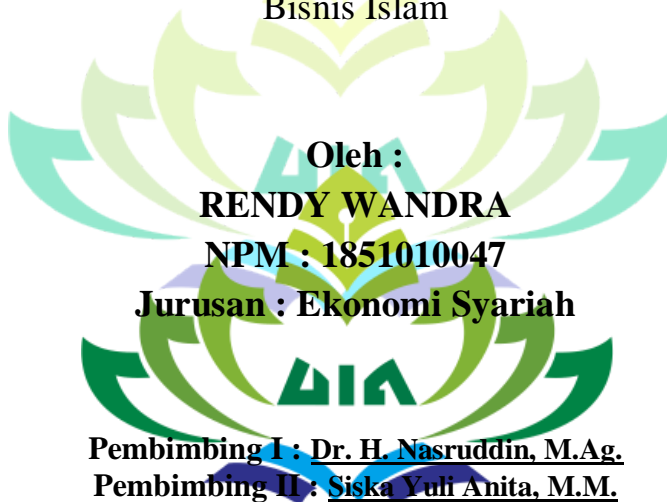 Bisnis Islam
Oleh :
RENDY WANDRA
NPM : 1851010047
Jurusan : Ekonomi Syariah
UIN
Pembimbing I : Dr. H. Nasruddin, M.Ag.
Pembimbing II : Siska Yuli Anita, M.M.